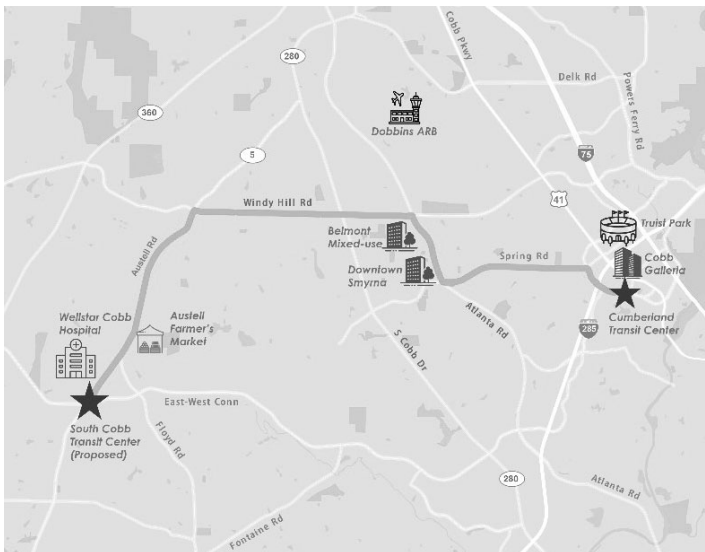 280
Cobb Pkwy
Delk Rd
Powers Ferry Rd
360
Dobbins ARB
5
75
Windy Hill Rd
41
Truist Park
Belmont
Mixed-use
Austell Rd
Spring Rd
Cobb
Galleria
Downtown
Smyrna
Atlanta Rd
Cumberland
Transit Center
285
Wellstar Cobb
Hospital
Austell
Farmer's
Market
S Cobb Dr
East-West Conn
South Cobb
Transit Center
(Proposed)
Floyd Rd
280
Atlanta Rd
Fontaine Rd